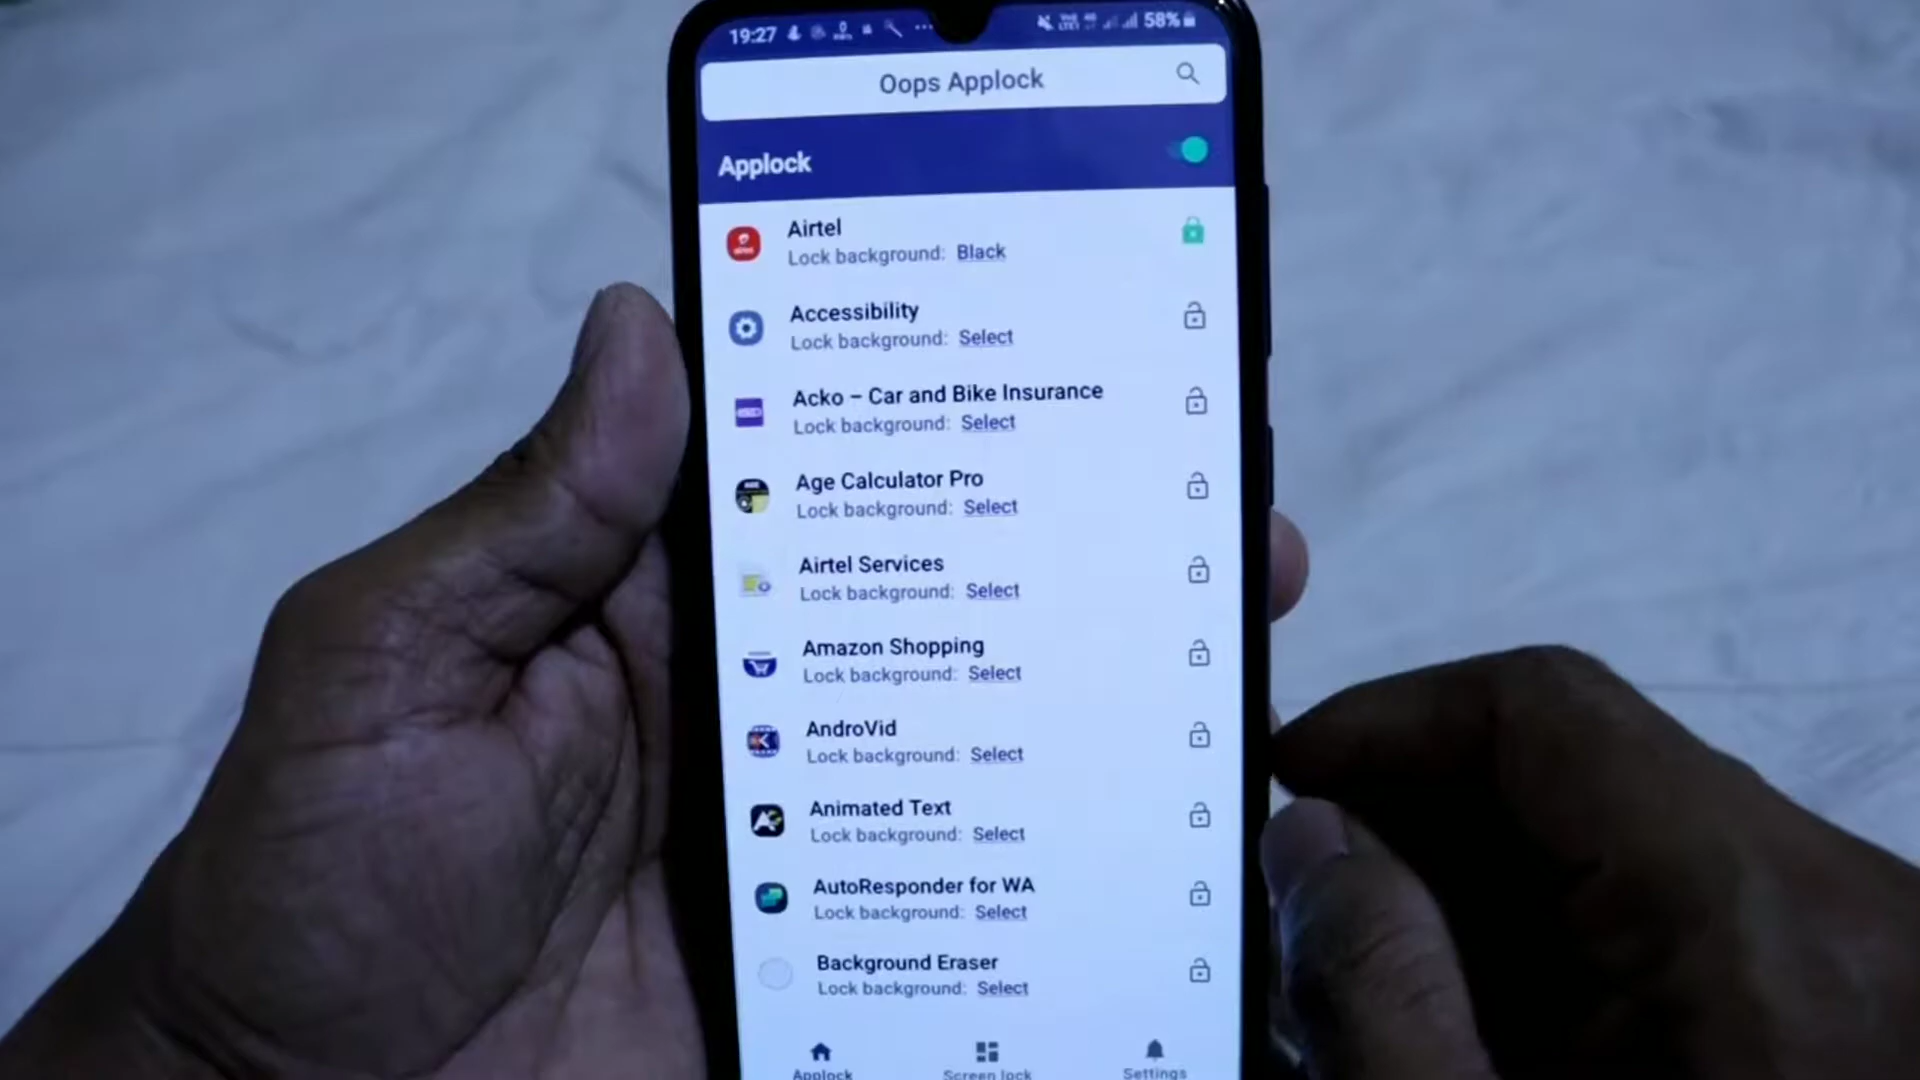 19:27
58%
Oops Applock
Applock
Airtel
Lock background: Black
Accessibility
Lock background: Select
Acko – Car and Bike Insurance
Lock background: Select
Age Calculator Pro
Lock background: Select
Airtel Services
Lock background: Select
Amazon Shopping
Lock background: Select
AndroVid
Lock background: Select
Animated Text
Lock background: Select
AutoResponder for WA
Lock background: Select
Background Eraser
Lock background: Select
Applock
Screen lock
Settings